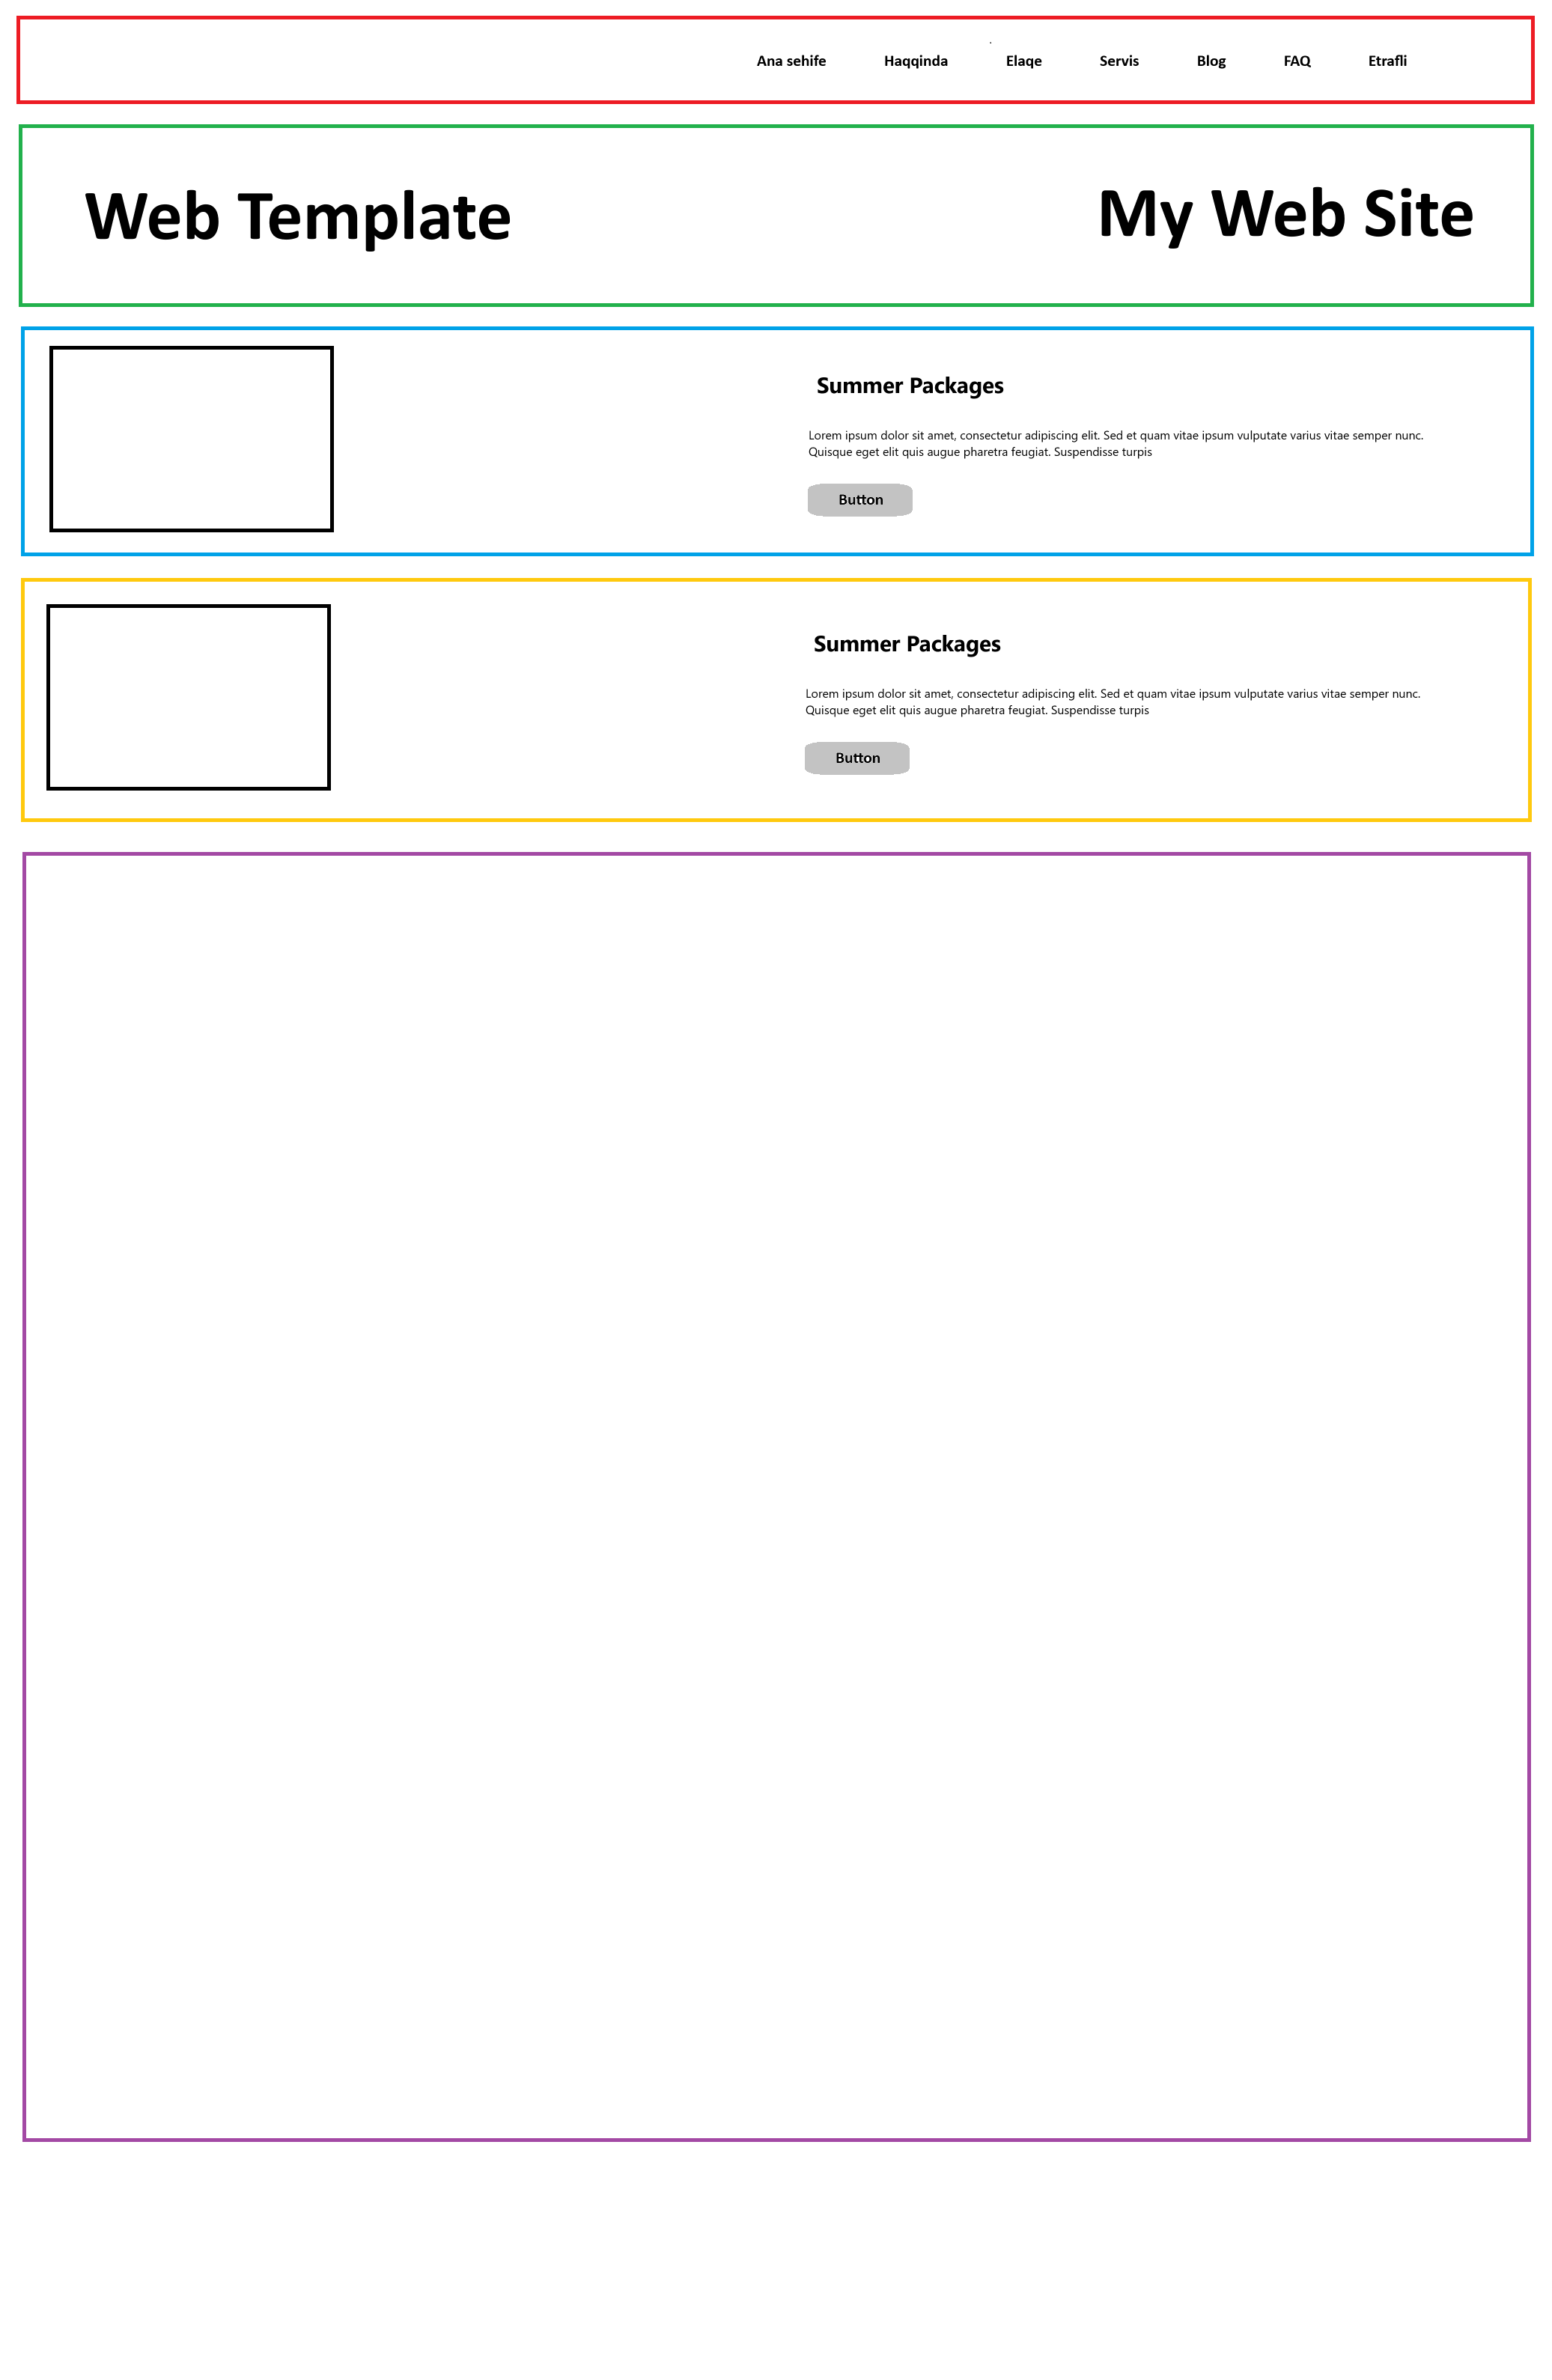 Ana sehife Haqqinda Elaqe Servis Blog FAQ Etrafli
Web Template My Web Site
Summer Packages
Lorem ipsum dolor sit amet, consectetur adipiscing elit. Sed et quam vitae ipsum vulputate varius vitae semper nunc.
Quisque eget elit quis augue pharetra feugiat. Suspendisse turpis
Button
Summer Packages
Lorem ipsum dolor sit amet, consectetur adipiscing elit. Sed et quam vitae ipsum vulputate varius vitae semper nunc.
Quisque eget elit quis augue pharetra feugiat. Suspendisse turpis
Button